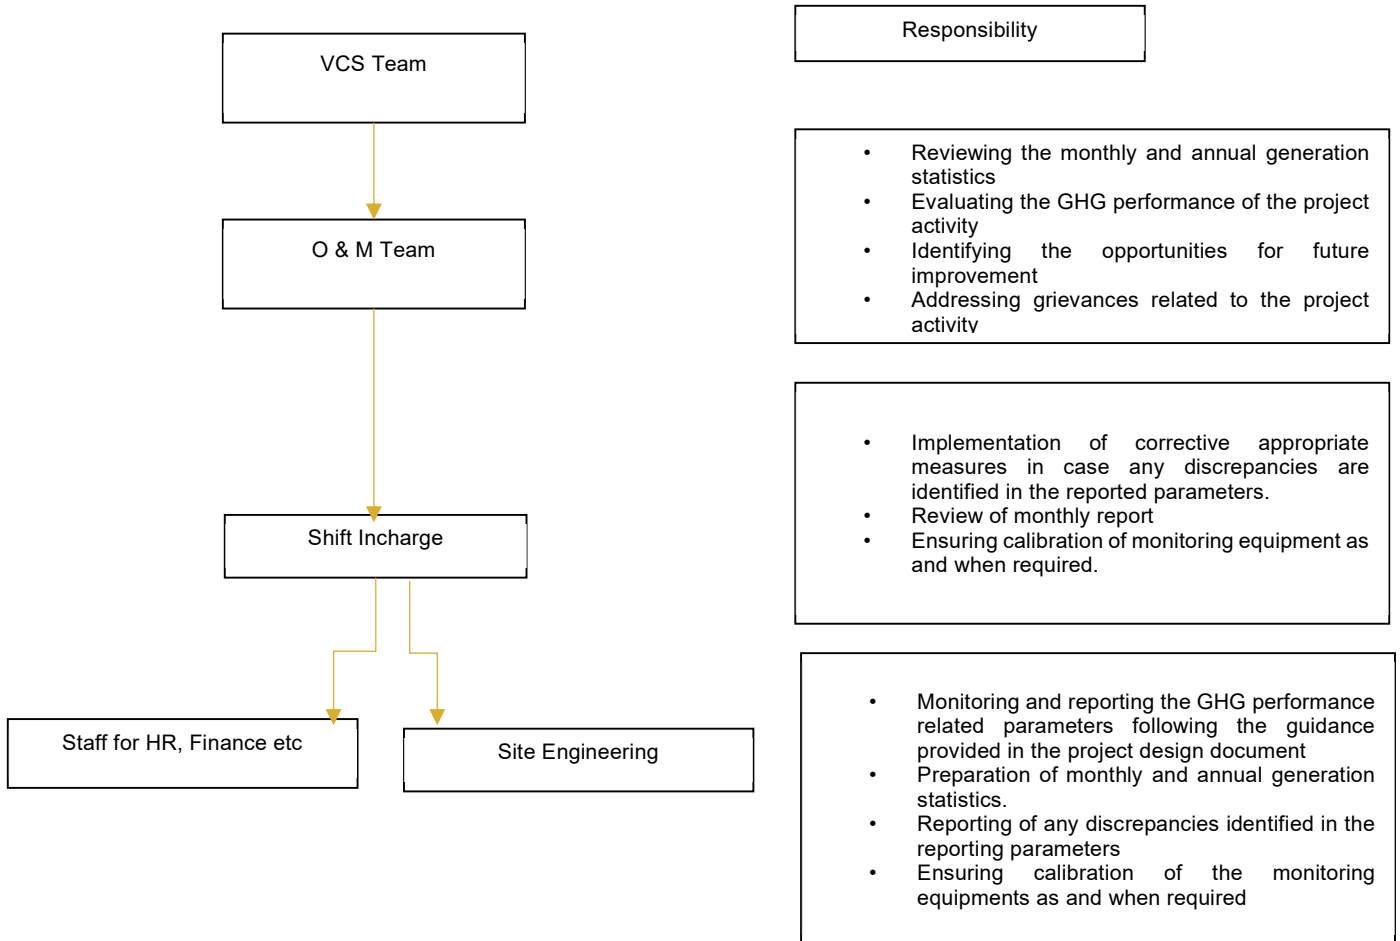 VCS Team
O & M Team
Shift Incharge
Staff for HR, Finance etc
Site Engineering
Responsibility
• Reviewing the monthly and annual generation
statistics
• Evaluating the GHG performance of the project
activity
• Identifying the opportunities for future
improvement
• Addressing grievances related to the project
activity
• Implementation of corrective appropriate
measures in case any discrepancies are
identified in the reported parameters.
• Review of monthly report
• Ensuring calibration of monitoring equipment as
and when required.
• Monitoring and reporting the GHG performance
related parameters following the guidance
provided in the project design document
• Preparation of monthly and annual generation
statistics.
• Reporting of any discrepancies identified in the
reporting parameters
• Ensuring calibration of the monitoring
equipments as and when required